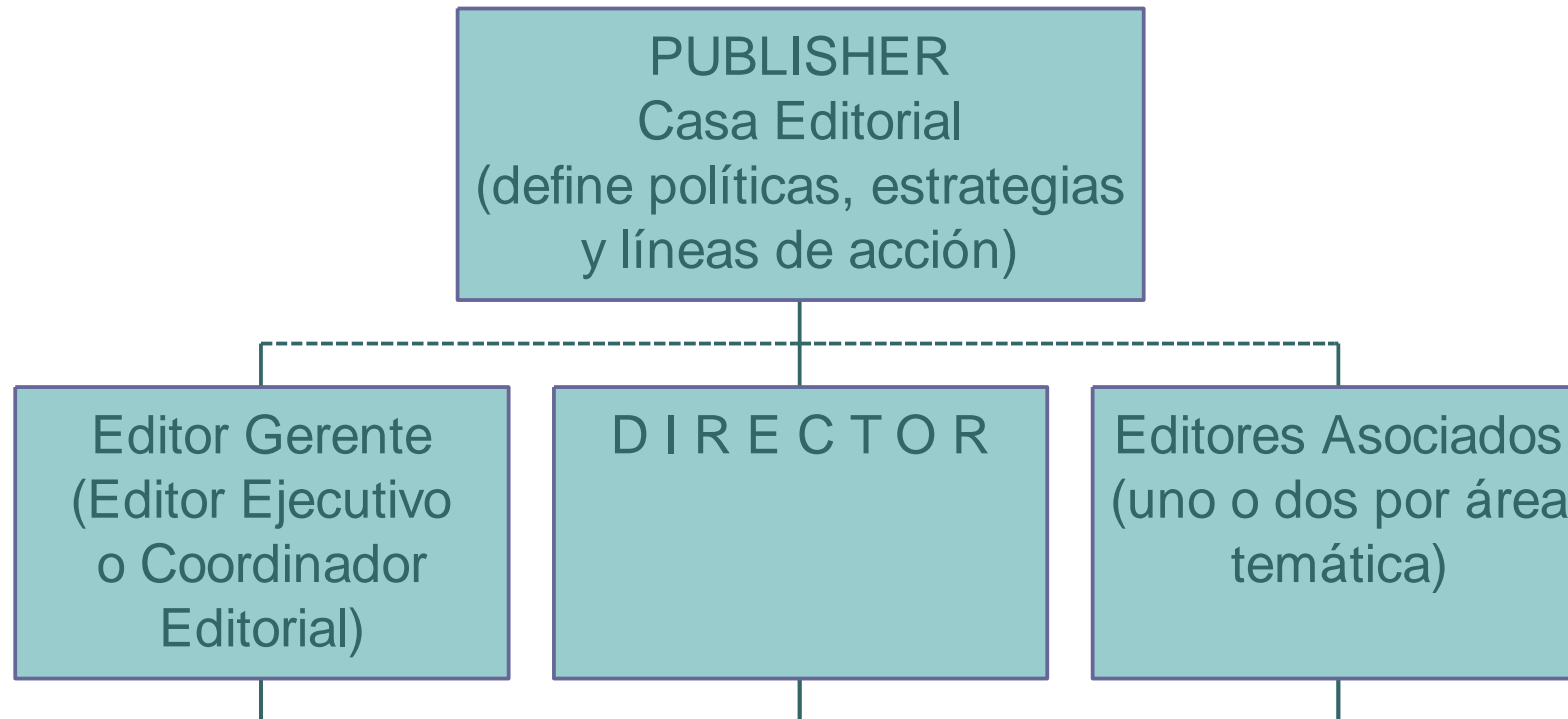 PUBLISHER
Casa Editorial
(define políticas, estrategias
y líneas de acción)
Editor Gerente
(Editor Ejecutivo
o Coordinador
Editorial)
D I R E C T O R
Editores Asociados
(uno o dos por área
temática)